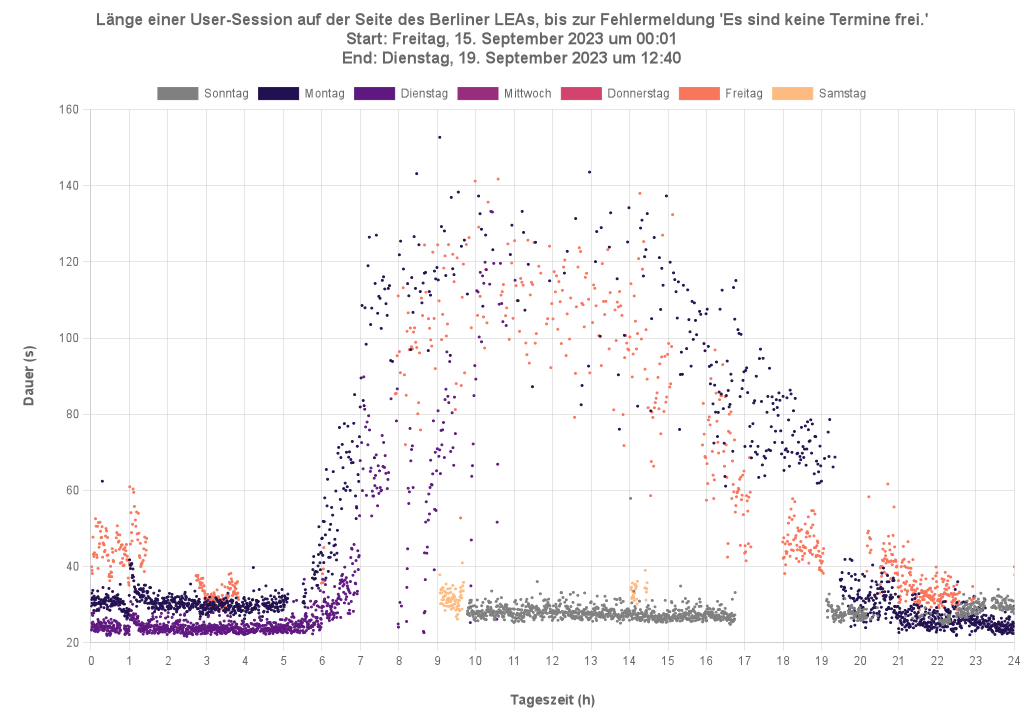 Länge einer User-Session auf der Seite des Berliner LEAs, bis zur Fehlermeldung 'Es sind keine Termine frei.'
Start: Freitag, 15. September 2023 um 00:01
End: Dienstag, 19. September 2023 um 12:40
Sonntag Montag Dienstag Mittwoch Donnerstag Freitag Samstag
160
140
120
100
80
60
40
20
Dauer (s)
0 1 2 3 4 5 6 7 8 9 10 11 12 13 14 15 16 17 18 19 20 21 22 23 24
Tageszeit (h)